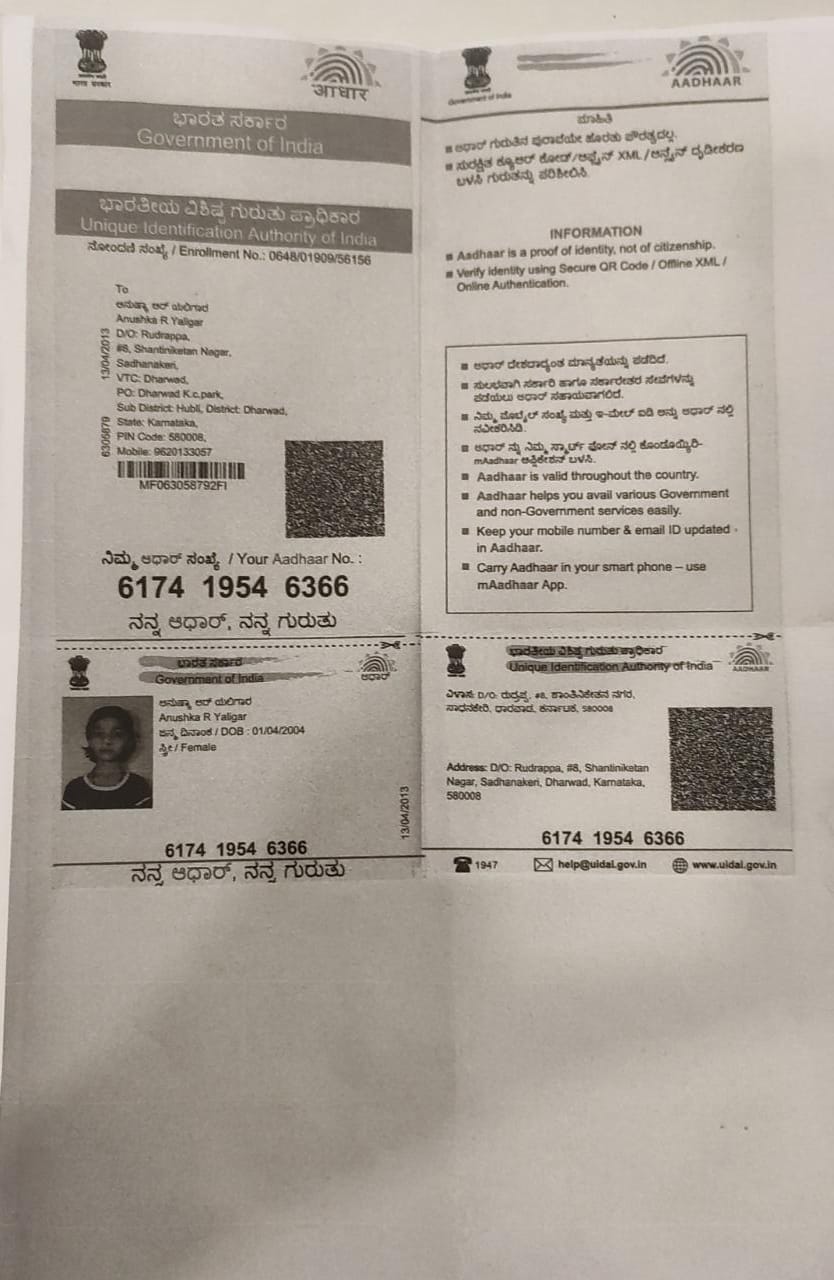 भारत सरकार
आधार
ಭಾರತ ಸರ್ಕಾರ
Government of India
ಭಾರತೀಯ ವಿಶಿಷ್ಟ ಗುರುತು ಪ್ರಾಧಿಕಾರ
Unique Identification Authority of India
ನೋಂದಣಿ ಸಂಖ್ಯೆ / Enrollment No.: 0648/01909/56156
To
ಅನುಷ್ಕಾ ಆರ್ ಯಲಿಗಾರ
Anushka R Yaligar
D/O: Rudrappa,
#8, Shantiniketan Nagar,
Sadhanakeri,
VTC: Dharwad,
PO: Dharwad K.c.park,
Sub District: Hubli, District: Dharwad,
State: Karnataka,
PIN Code: 580008,
Mobile: 9620133057
13/04/2013
6305879
MF063058792FI
ನಿಮ್ಮ ಆಧಾರ್ ಸಂಖ್ಯೆ / Your Aadhaar No. :
6174 1954 6366
ನನ್ನ ಆಧಾರ್, ನನ್ನ ಗುರುತು
Government of India
AADHAAR
ಮಾಹಿತಿ
■ ಆಧಾರ್ ಗುರುತಿನ ಪುರಾವೆಯೇ ಹೊರತು ಪೌರತ್ವದಲ್ಲ.
■ ಸುರಕ್ಷಿತ ಕ್ಯೂಆರ್ ಕೋಡ್/ಆಫ್ಲೈನ್ XML /ಆನ್ಲೈನ್ ದೃಢೀಕರಣ
ಬಳಸಿ ಗುರುತನ್ನು ಪರಿಶೀಲಿಸಿ.
INFORMATION
■ Aadhaar is a proof of identity, not of citizenship.
■ Verify identity using Secure QR Code / Offline XML /
Online Authentication.
■ ಆಧಾರ್ ದೇಶದಾದ್ಯಂತ ಮಾನ್ಯತೆಯನ್ನು ಪಡೆದಿದೆ.
■ ಸುಲಭವಾಗಿ ಸರ್ಕಾರಿ ಹಾಗೂ ಸರ್ಕಾರೇತರ ಸೇವೆಗಳನ್ನು
ಪಡೆಯಲು ಆಧಾರ್ ಸಹಾಯವಾಗಲಿದೆ.
■ ನಿಮ್ಮ ಮೊಬೈಲ್ ಸಂಖ್ಯೆ ಮತ್ತು ಇ-ಮೇಲ್ ಐಡಿ ಅನ್ನು ಆಧಾರ್ ನಲ್ಲಿ
ನವೀಕರಿಸಿರಿ.
■ ಆಧಾರ್ ನ್ನು ನಿಮ್ಮ ಸ್ಮಾರ್ಟ್ ಫೋನ್ ನಲ್ಲಿ ಕೊಂಡೊಯ್ಯಿರಿ-
mAadhaar ಅಪ್ಲಿಕೇಶನ್ ಬಳಸಿ.
■ Aadhaar is valid throughout the country.
■ Aadhaar helps you avail various Government
and non-Government services easily.
■ Keep your mobile number & email ID updated
in Aadhaar.
■ Carry Aadhaar in your smart phone – use
mAadhaar App.
ಭಾರತ ಸರ್ಕಾರ
Government of India
ಆಧಾರ್
ಅನುಷ್ಕಾ ಆರ್ ಯಲಿಗಾರ
Anushka R Yaligar
ಜನ್ಮ ದಿನಾಂಕ / DOB : 01/04/2004
ಸ್ತ್ರೀ / Female
13/04/2013
6174 1954 6366
ನನ್ನ ಆಧಾರ್, ನನ್ನ ಗುರುತು
ಭಾರತೀಯ ವಿಶಿಷ್ಟ ಗುರುತು ಪ್ರಾಧಿಕಾರ
Unique Identification Authority of India
AADHAAR
ವಿಳಾಸ: D/O: ರುದ್ರಪ್ಪ, #8, ಶಾಂತಿನಿಕೇತನ ನಗರ,
ಸಾಧನಕೇರಿ, ಧಾರವಾಡ, ಕರ್ನಾಟಕ, 580008
Address: D/O: Rudrappa, #8, Shantiniketan
Nagar, Sadhanakeri, Dharwad, Karnataka,
580008
6174 1954 6366
1947
help@uidai.gov.in
www.uidai.gov.in